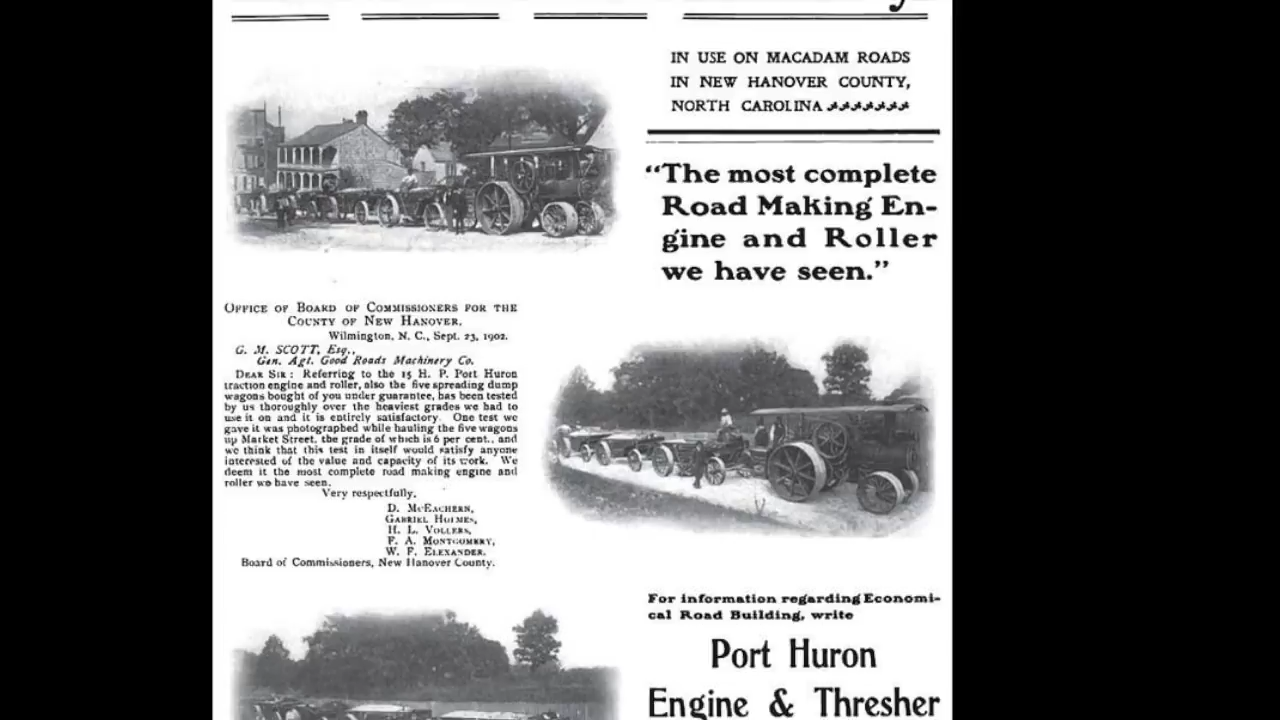 IN USE ON MACADAM ROADS
IN NEW HANOVER COUNTY,
NORTH CAROLINA
"The most complete
Road Making En-
gine and Roller
we have seen."
OFFICE OF BOARD OF COMMISSIONERS FOR THE
COUNTY OF NEW HANOVER.
Wilmington, N. C., Sept. 23, 1902.
G. M. SCOTT, Esq.,
Gen. Agt. Good Roads Machinery Co.
DEAR SIR: Referring to the 15 H. P. Port Huron
traction engine and roller, also the five spreading dump
wagons bought of you under guarantee, has been tested
by us thoroughly over the heaviest grades we had to
use it on and it is entirely satisfactory. One test we
gave it was photographed while hauling the five wagons
up Market Street, the grade of which is 6 per cent., and
we think that this test in itself would satisfy anyone
interested of the value and capacity of its work. We
deem it the most complete road making engine and
roller we have seen.
Very respectfully,
D. McEACHERN,
GABRIEL HOLMES,
H. L. VOLLERS,
F. A. MONTGOMERY,
W. F. ELEXANDER.
Board of Commissioners, New Hanover County.
For information regarding Economi-
cal Road Building, write
Port Huron
Engine & Thresher